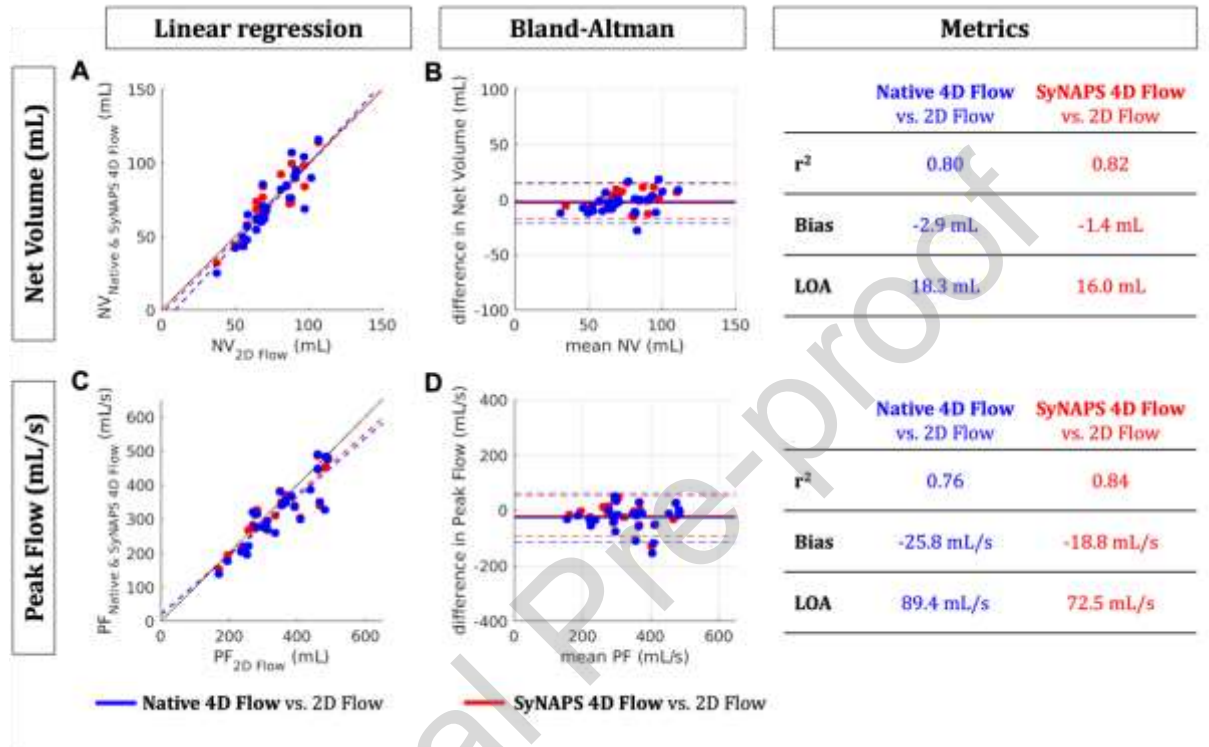 Linear regression
Bland-Altman
Metrics
Net Volume (mL)
A
NV Native & SyNAPS 4D Flow (mL)
150
100
50
0
0 50 100 150
NV 2D Flow (mL)
B
difference in Net Volume (mL)
100
50
0
-50
-100
0 50 100 150
mean NV (mL)
Native 4D Flow SyNAPS 4D Flow
vs. 2D Flow vs. 2D Flow
r² 0.80 0.82
Bias -2.9 mL -1.4 mL
LOA 18.3 mL 16.0 mL
Peak Flow (mL/s)
C
PF Native & SyNAPS 4D Flow (mL/s)
600
500
400
300
200
100
0
0 200 400 600
PF 2D Flow (mL)
D
difference in Peak Flow (mL/s)
400
200
0
-200
-400
0 200 400 600
mean PF (mL/s)
Native 4D Flow SyNAPS 4D Flow
vs. 2D Flow vs. 2D Flow
r² 0.76 0.84
Bias -25.8 mL/s -18.8 mL/s
LOA 89.4 mL/s 72.5 mL/s
Native 4D Flow vs. 2D Flow
SyNAPS 4D Flow vs. 2D Flow
al Pre-proof